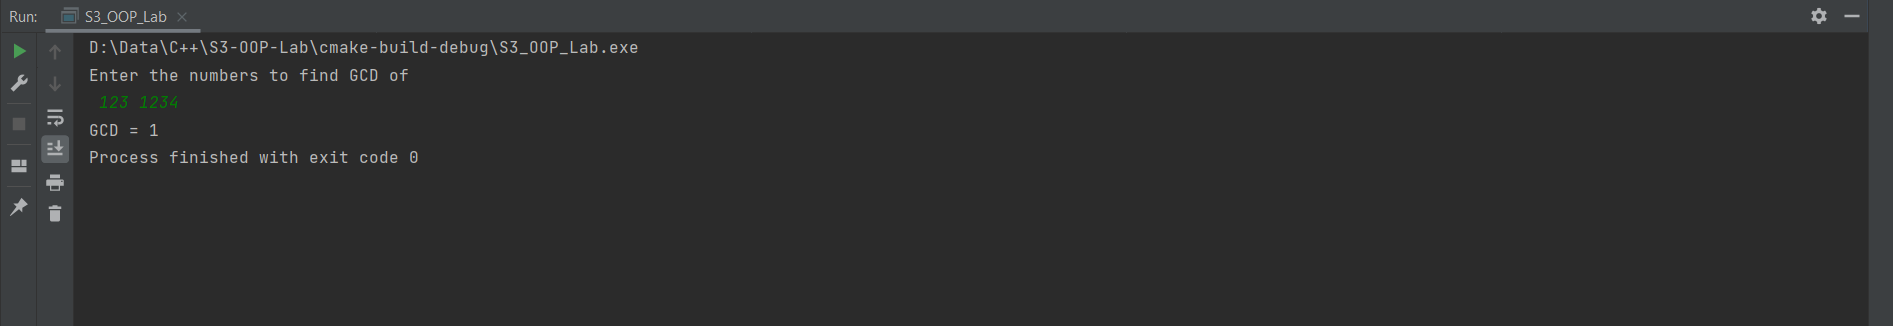 Run: S3_OOP_Lab
D:\Data\C++\S3-OOP-Lab\cmake-build-debug\S3_OOP_Lab.exe
Enter the numbers to find GCD of
123 1234
GCD = 1
Process finished with exit code 0